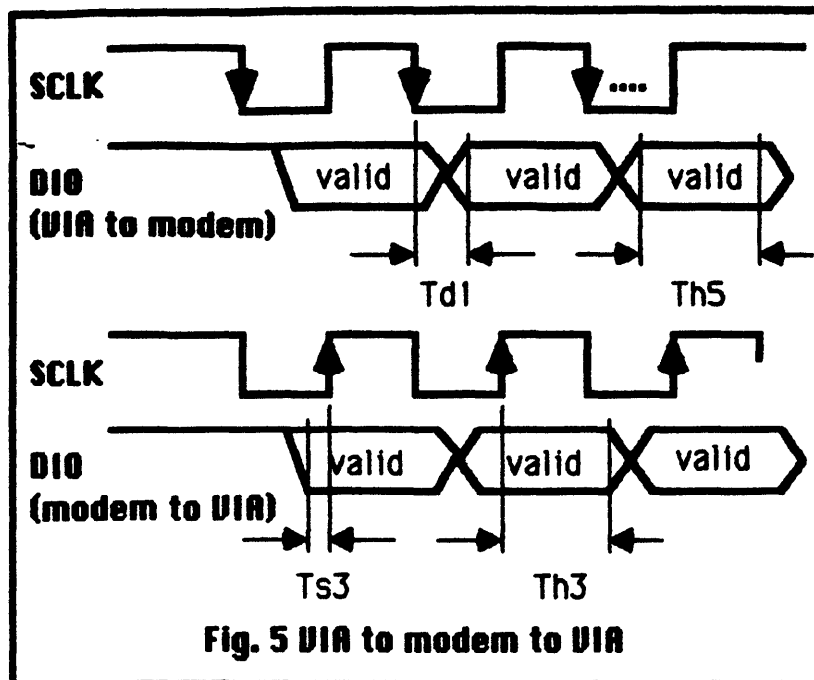 SCLK
....
DIO
(VIA to modem)
valid
valid
valid
Td1
Th5
SCLK
DIO
(modem to VIA)
valid
valid
valid
Ts3
Th3
Fig. 5 VIA to modem to VIA